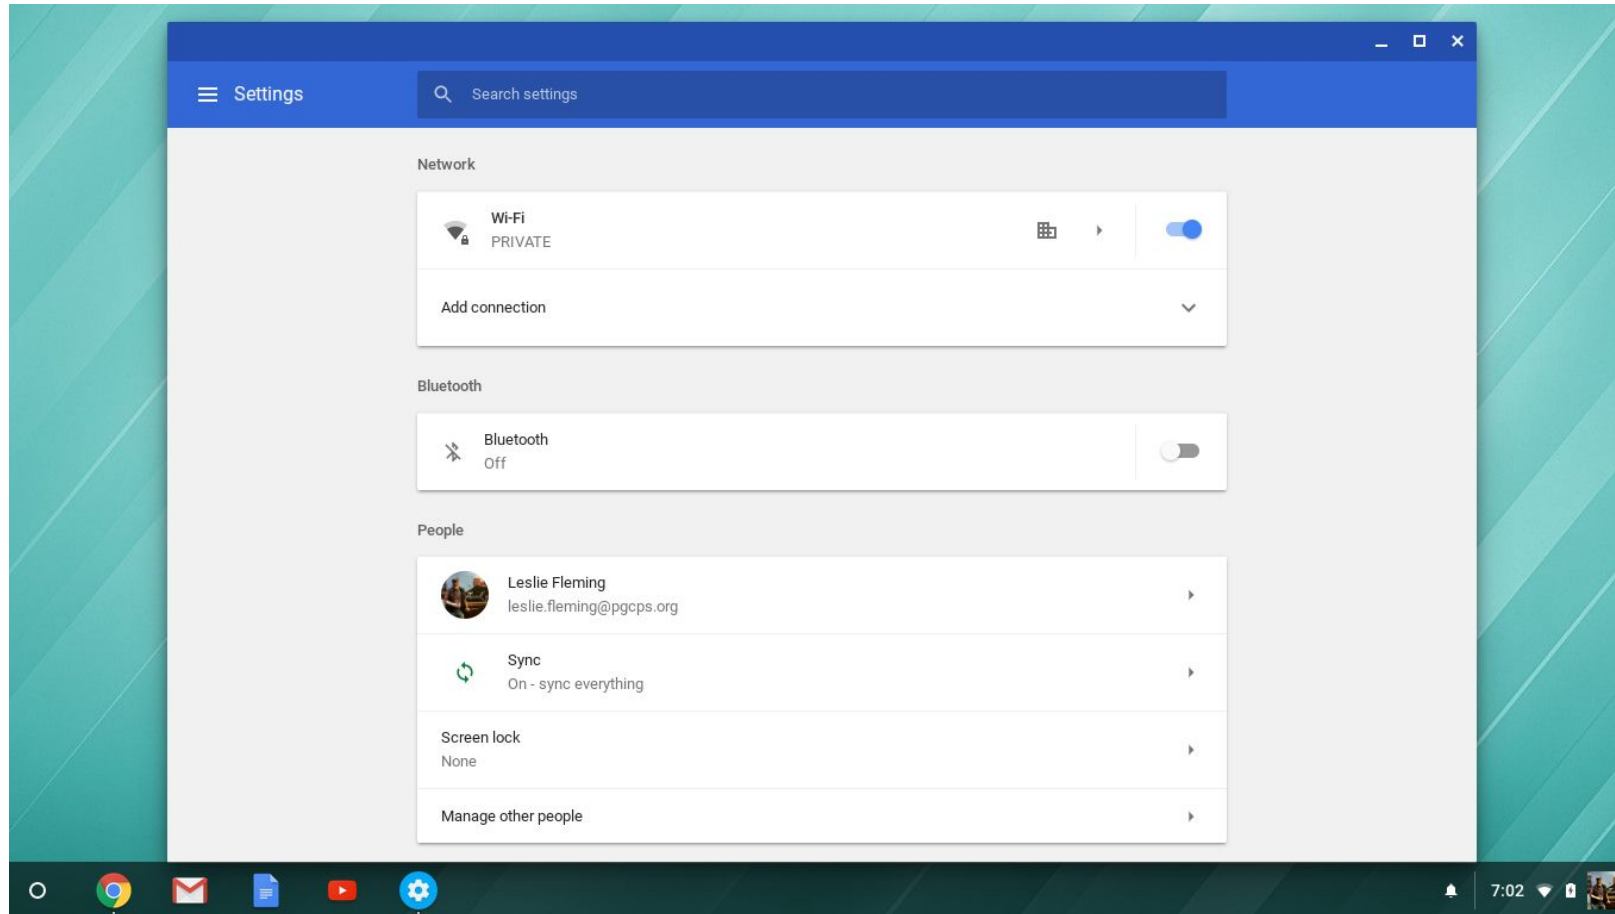 Settings
Search settings
Network
Wi-Fi
PRIVATE
Add connection
Bluetooth
Bluetooth
Off
People
Leslie Fleming
leslie.fleming@pgcps.org
Sync
On - sync everything
Screen lock
None
Manage other people
7:02